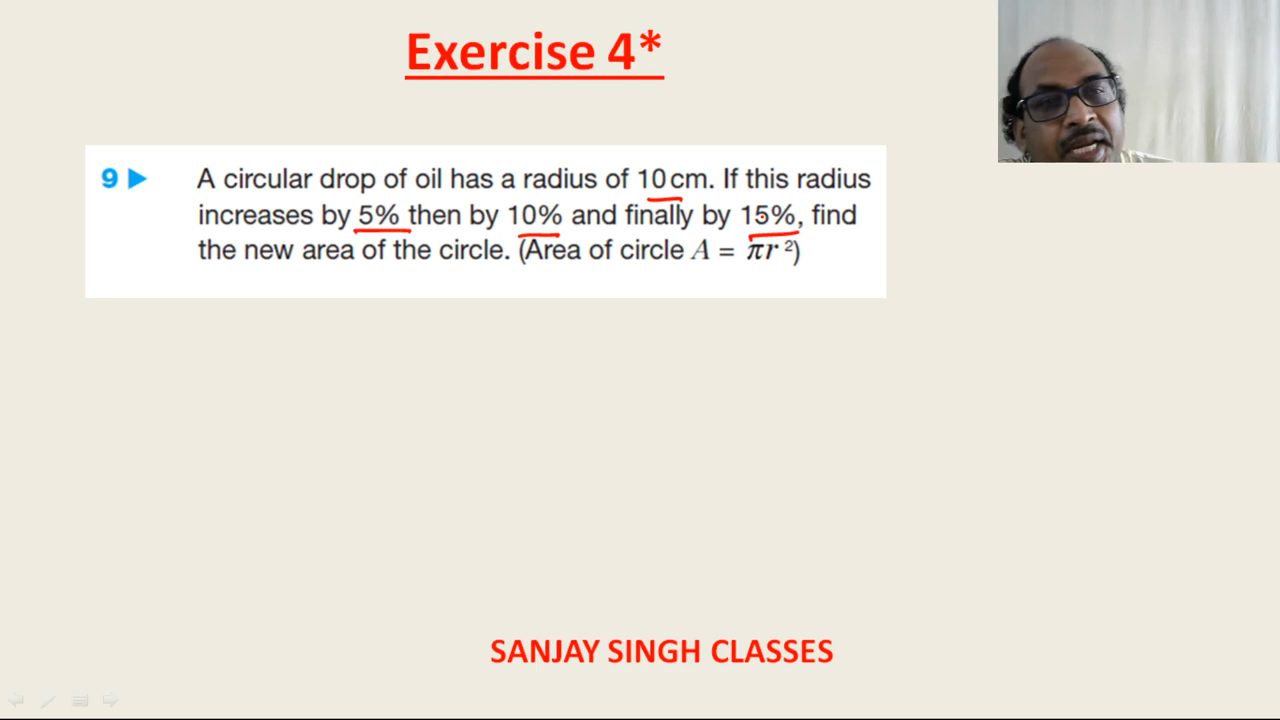 Exercise 4*
9 ▶ A circular drop of oil has a radius of 10 cm. If this radius
increases by 5% then by 10% and finally by 15%, find
the new area of the circle. (Area of circle A = πr²)
SANJAY SINGH CLASSES